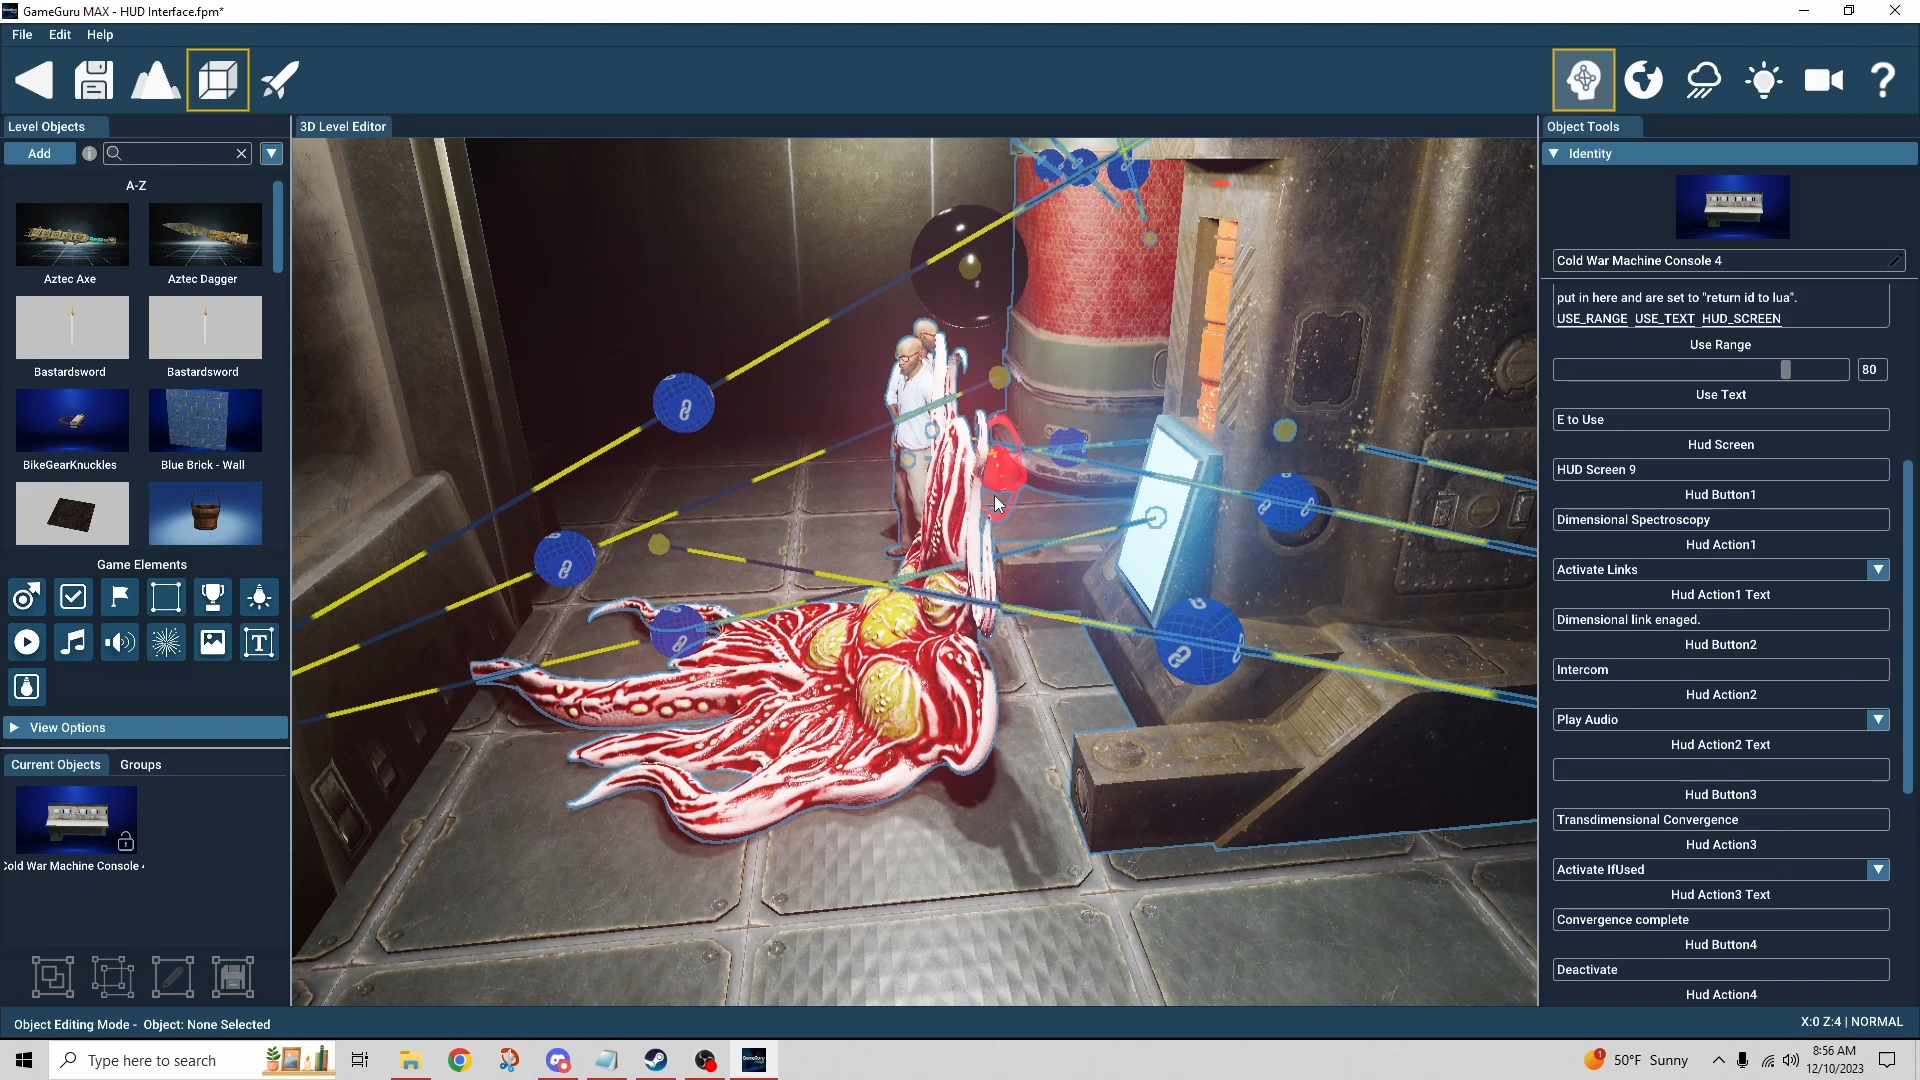 GameGuru MAX - HUD Interface.fpm*
File Edit Help
Level Objects
3D Level Editor
Object Tools
Add
Identity
A-Z
Aztec Axe
Aztec Dagger
Cold War Machine Console 4
put in here and are set to "return id to lua".
USE_RANGE USE_TEXT HUD_SCREEN
Use Range
80
Bastardsword
Bastardsword
Use Text
E to Use
Hud Screen
BikeGearKnuckles
Blue Brick - Wall
HUD Screen 9
Hud Button1
Dimensional Spectroscopy
Hud Action1
Game Elements
Activate Links
Hud Action1 Text
Dimensional link enaged.
Hud Button2
Intercom
Hud Action2
View Options
Play Audio
Hud Action2 Text
Current Objects
Groups
Hud Button3
Transdimensional Convergence
Hud Action3
Cold War Machine Console 4
Activate IfUsed
Hud Action3 Text
Convergence complete
Hud Button4
Deactivate
Hud Action4
Object Editing Mode - Object: None Selected
X:0 Z:4 | NORMAL
Type here to search
1
50°F Sunny
8:56 AM
12/10/2023